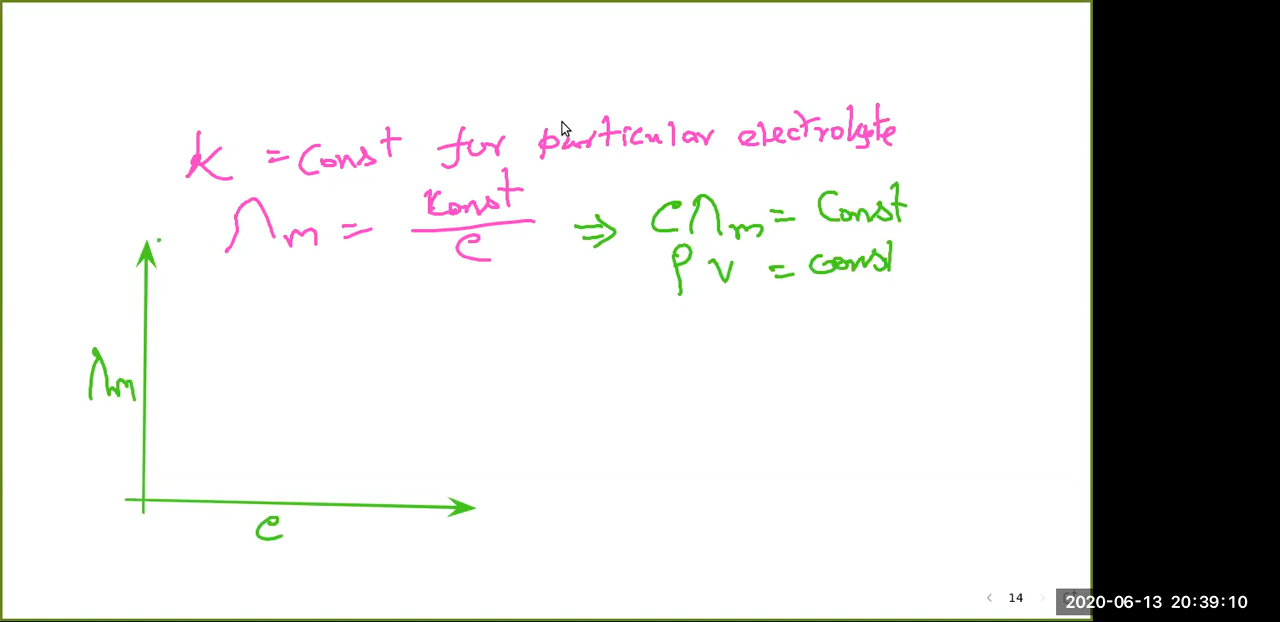 K = Const for particular electrolyte
Λm = Const / C ⇒ CΛm = Const
PV = const
Λm
C
14
2020-06-13 20:39:10